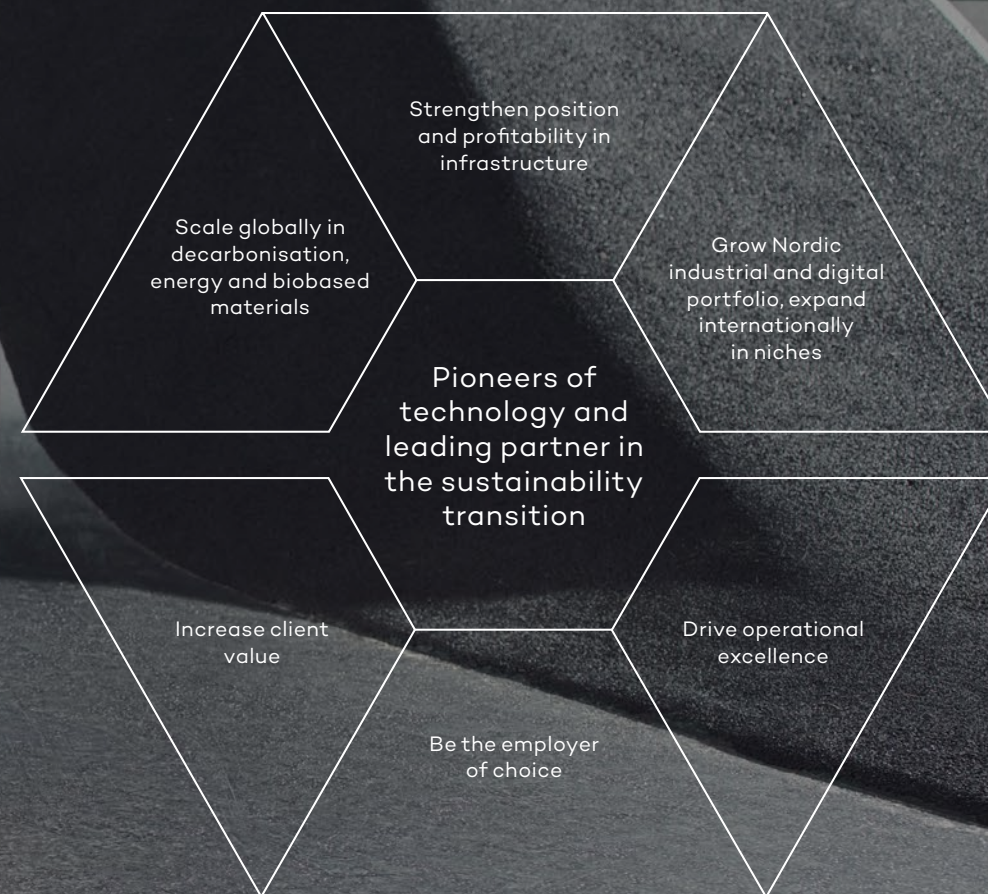 Strengthen position
and profitability in
infrastructure
Scale globally in
decarbonisation,
energy and biobased
materials
Grow Nordic
industrial and digital
portfolio, expand
internationally
in niches
Pioneers of
technology and
leading partner in
the sustainability
transition
Increase client
value
Drive operational
excellence
Be the employer
of choice